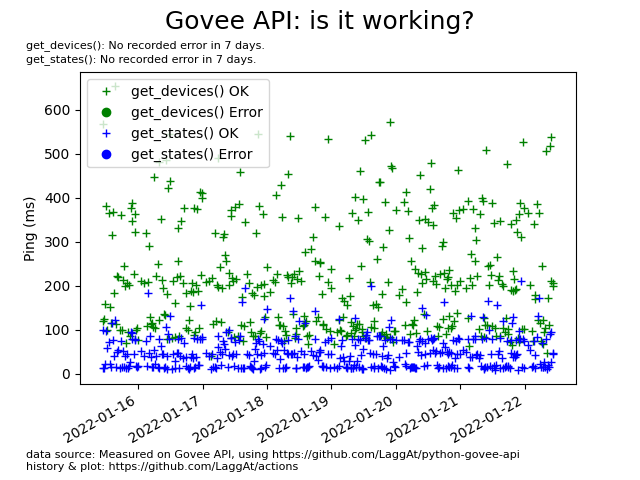 Govee API: is it working?
get_devices(): No recorded error in 7 days.
get_states(): No recorded error in 7 days.
get_devices() OK
get_devices() Error
get_states() OK
get_states() Error
Ping (ms)
600
500
400
300
200
100
0
2022-01-16
2022-01-17
2022-01-18
2022-01-19
2022-01-20
2022-01-21
2022-01-22
data source: Measured on Govee API, using https://github.com/LaggAt/python-govee-api
history & plot: https://github.com/LaggAt/actions